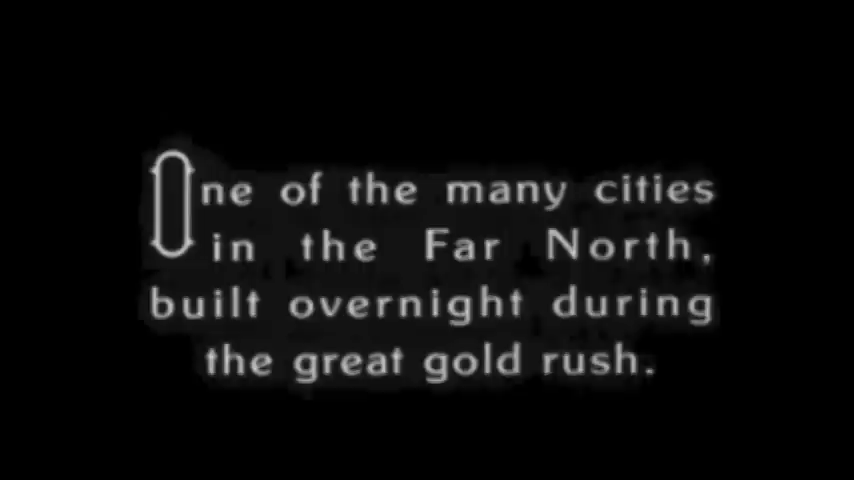 One of the many cities
in the Far North,
built overnight during
the great gold rush.